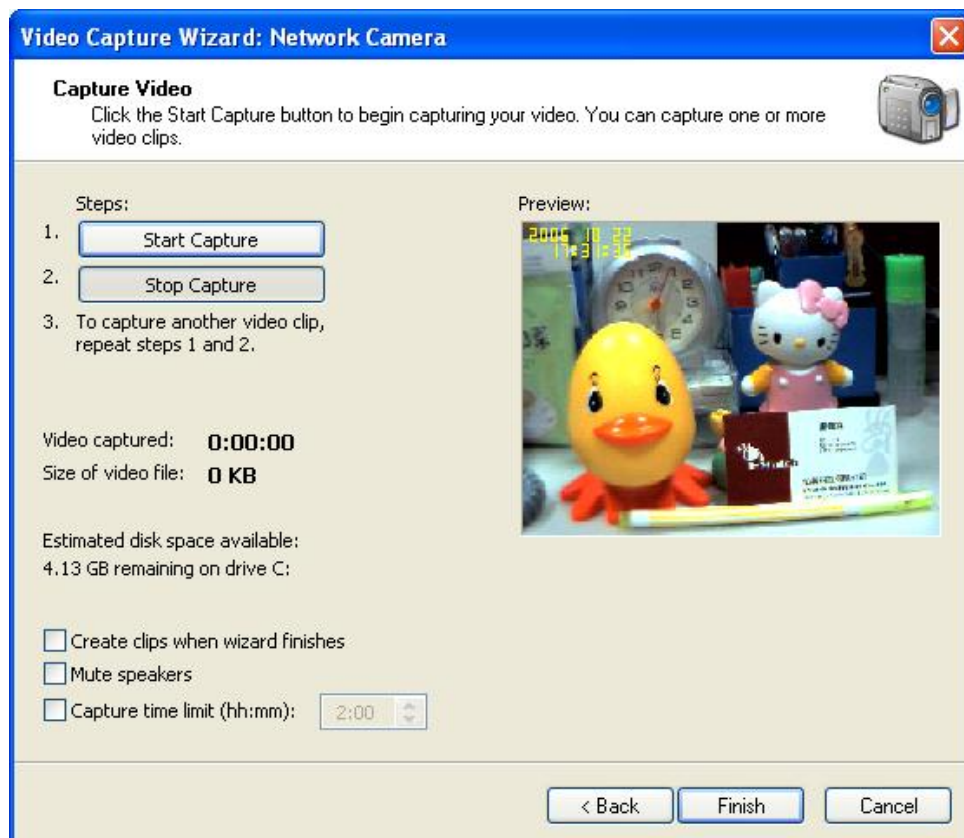 Video Capture Wizard: Network Camera
Capture Video
Click the Start Capture button to begin capturing your video. You can capture one or more
video clips.
Steps:
1. Start Capture
2. Stop Capture
3. To capture another video clip,
repeat steps 1 and 2.
Video captured: 0:00:00
Size of video file: 0 KB
Estimated disk space available:
4.13 GB remaining on drive C:
Create clips when wizard finishes
Mute speakers
Capture time limit (hh:mm): 2:00
Preview:
2006 10 22
< Back Finish Cancel